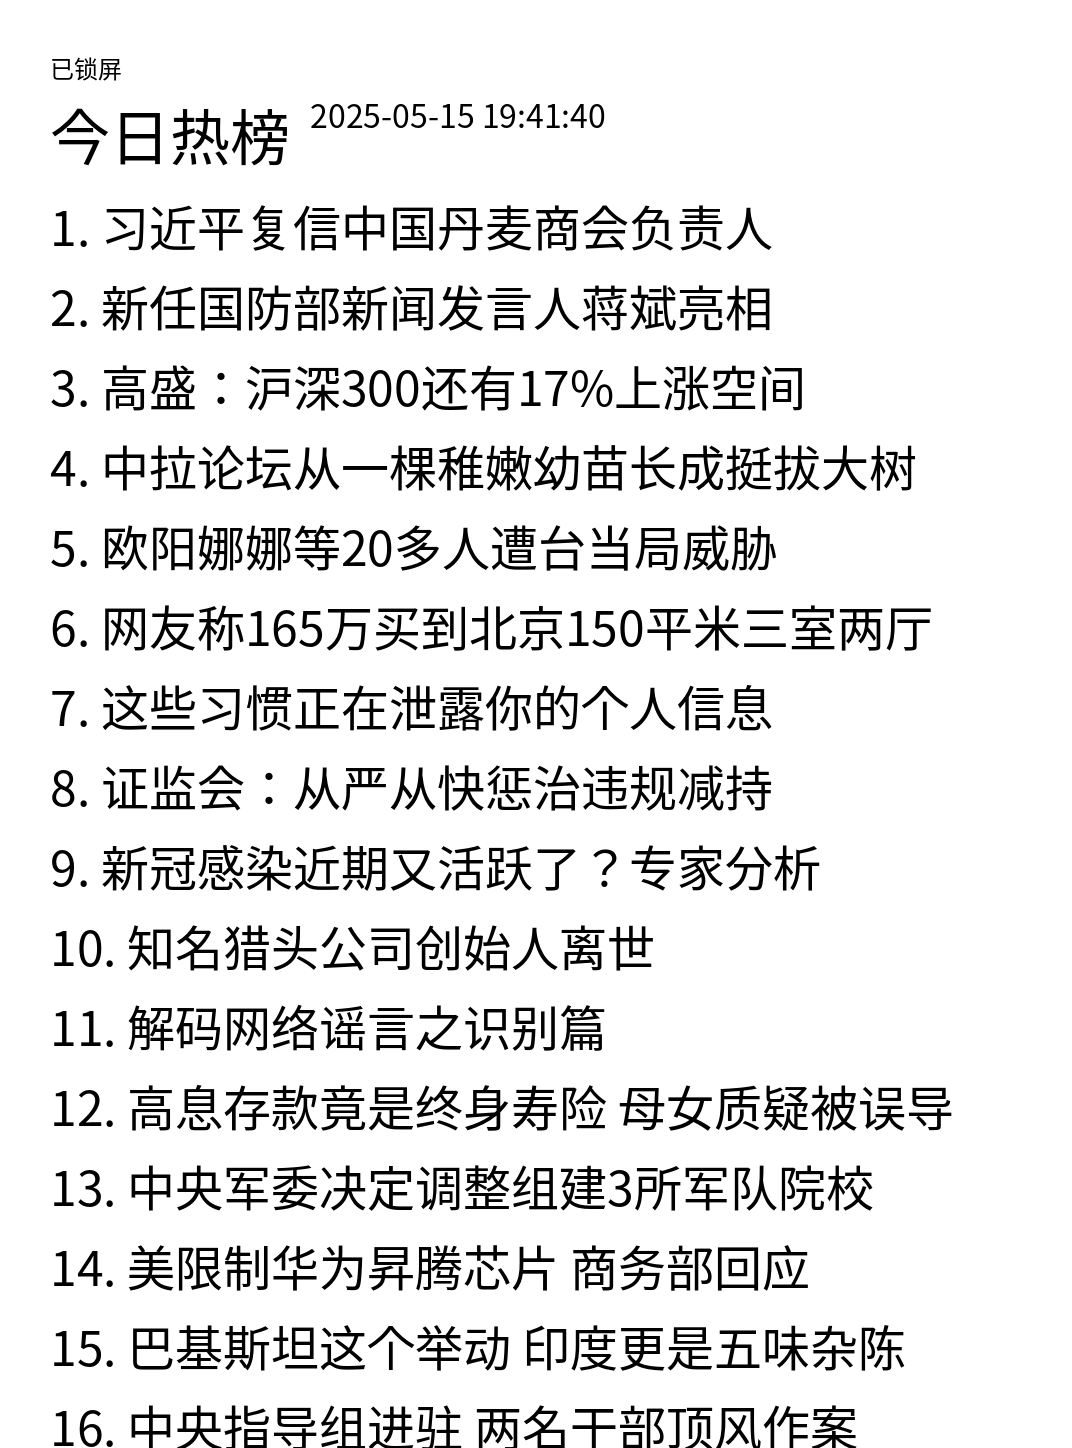 已锁屏
今日热榜 2025-05-15 19:41:40
1. 习近平复信中国丹麦商会负责人
2. 新任国防部新闻发言人蒋斌亮相
3. 高盛：沪深300还有17%上涨空间
4. 中拉论坛从一棵稚嫩幼苗长成挺拔大树
5. 欧阳娜娜等20多人遭台当局威胁
6. 网友称165万买到北京150平米三室两厅
7. 这些习惯正在泄露你的个人信息
8. 证监会：从严从快惩治违规减持
9. 新冠感染近期又活跃了？专家分析
10. 知名猎头公司创始人离世
11. 解码网络谣言之识别篇
12. 高息存款竟是终身寿险 母女质疑被误导
13. 中央军委决定调整组建3所军队院校
14. 美限制华为昇腾芯片 商务部回应
15. 巴基斯坦这个举动 印度更是五味杂陈
16. 中央指导组进驻 两名干部顶风作案